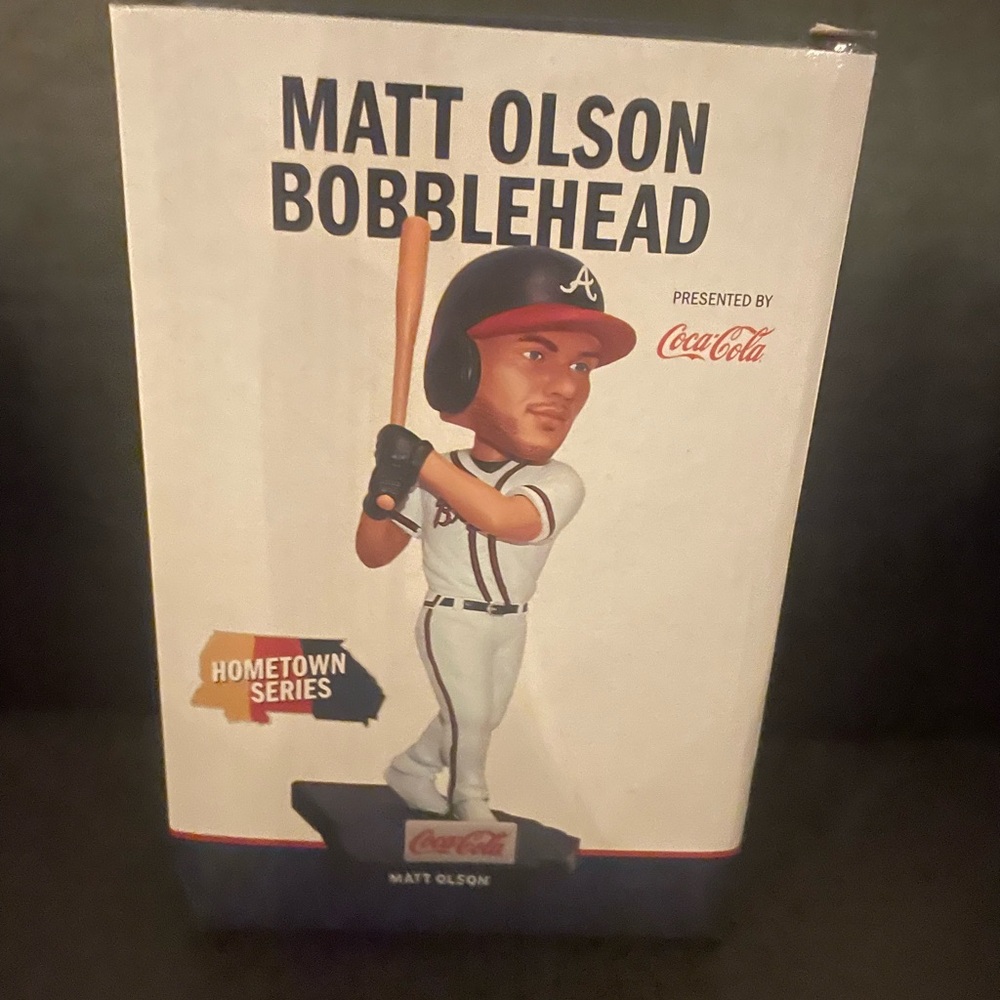 MATT OLSON
BOBBLEHEAD
A
PRESENTED BY
Coca-Cola
HOMETOWN
SERIES
Coca-Cola
MATT OLSON